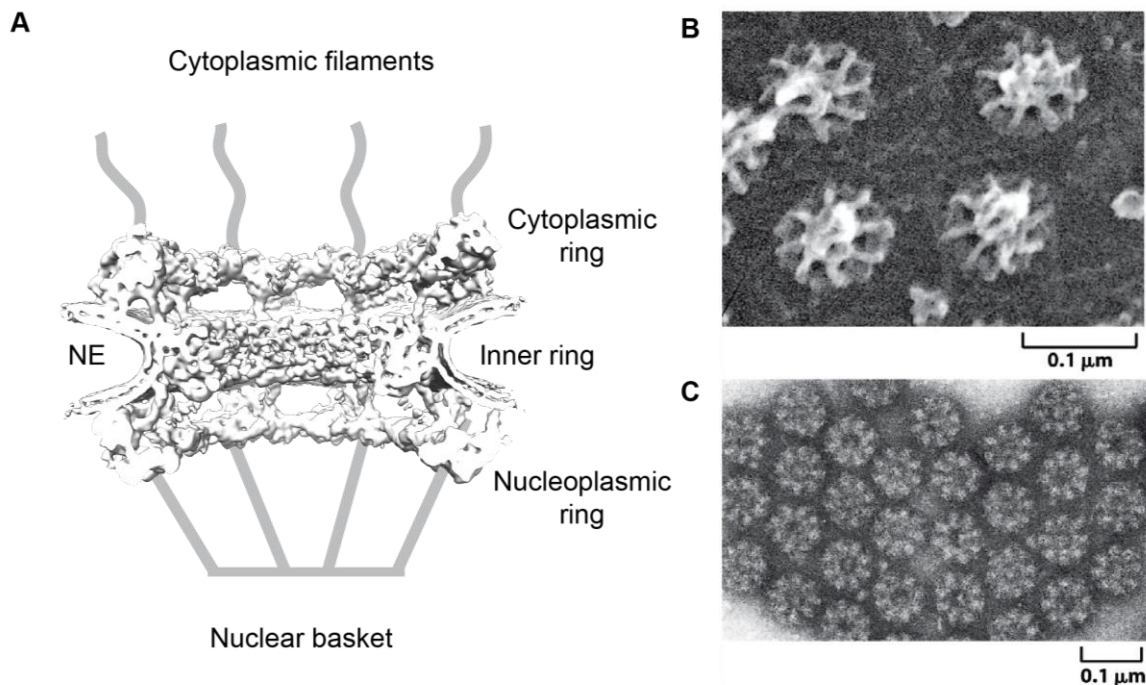 A
Cytoplasmic filaments
Cytoplasmic
ring
NE
Inner ring
Nucleoplasmic
ring
Nuclear basket
B
0.1 μm
C
0.1 μm